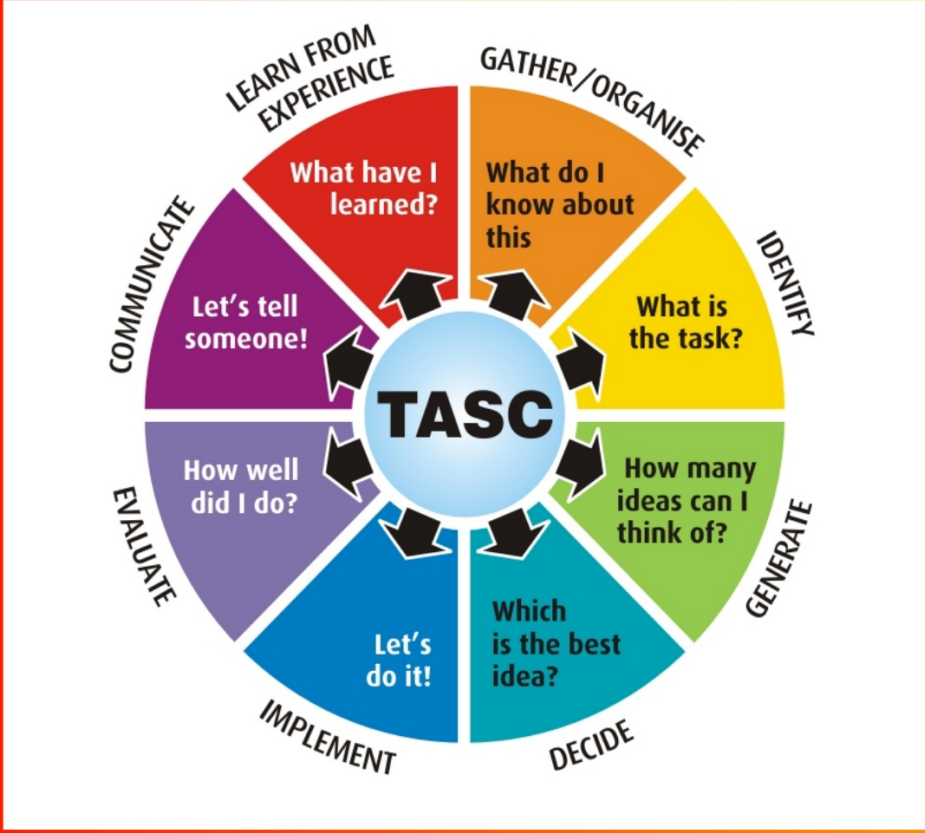 LEARN FROM
EXPERIENCE
What have I
learned?
GATHER/ORGANISE
What do I
know about
this
IDENTIFY
What is
the task?
GENERATE
How many
ideas can I
think of?
DECIDE
Which
is the best
idea?
IMPLEMENT
Let's
do it!
EVALUATE
How well
did I do?
COMMUNICATE
Let's tell
someone!
TASC